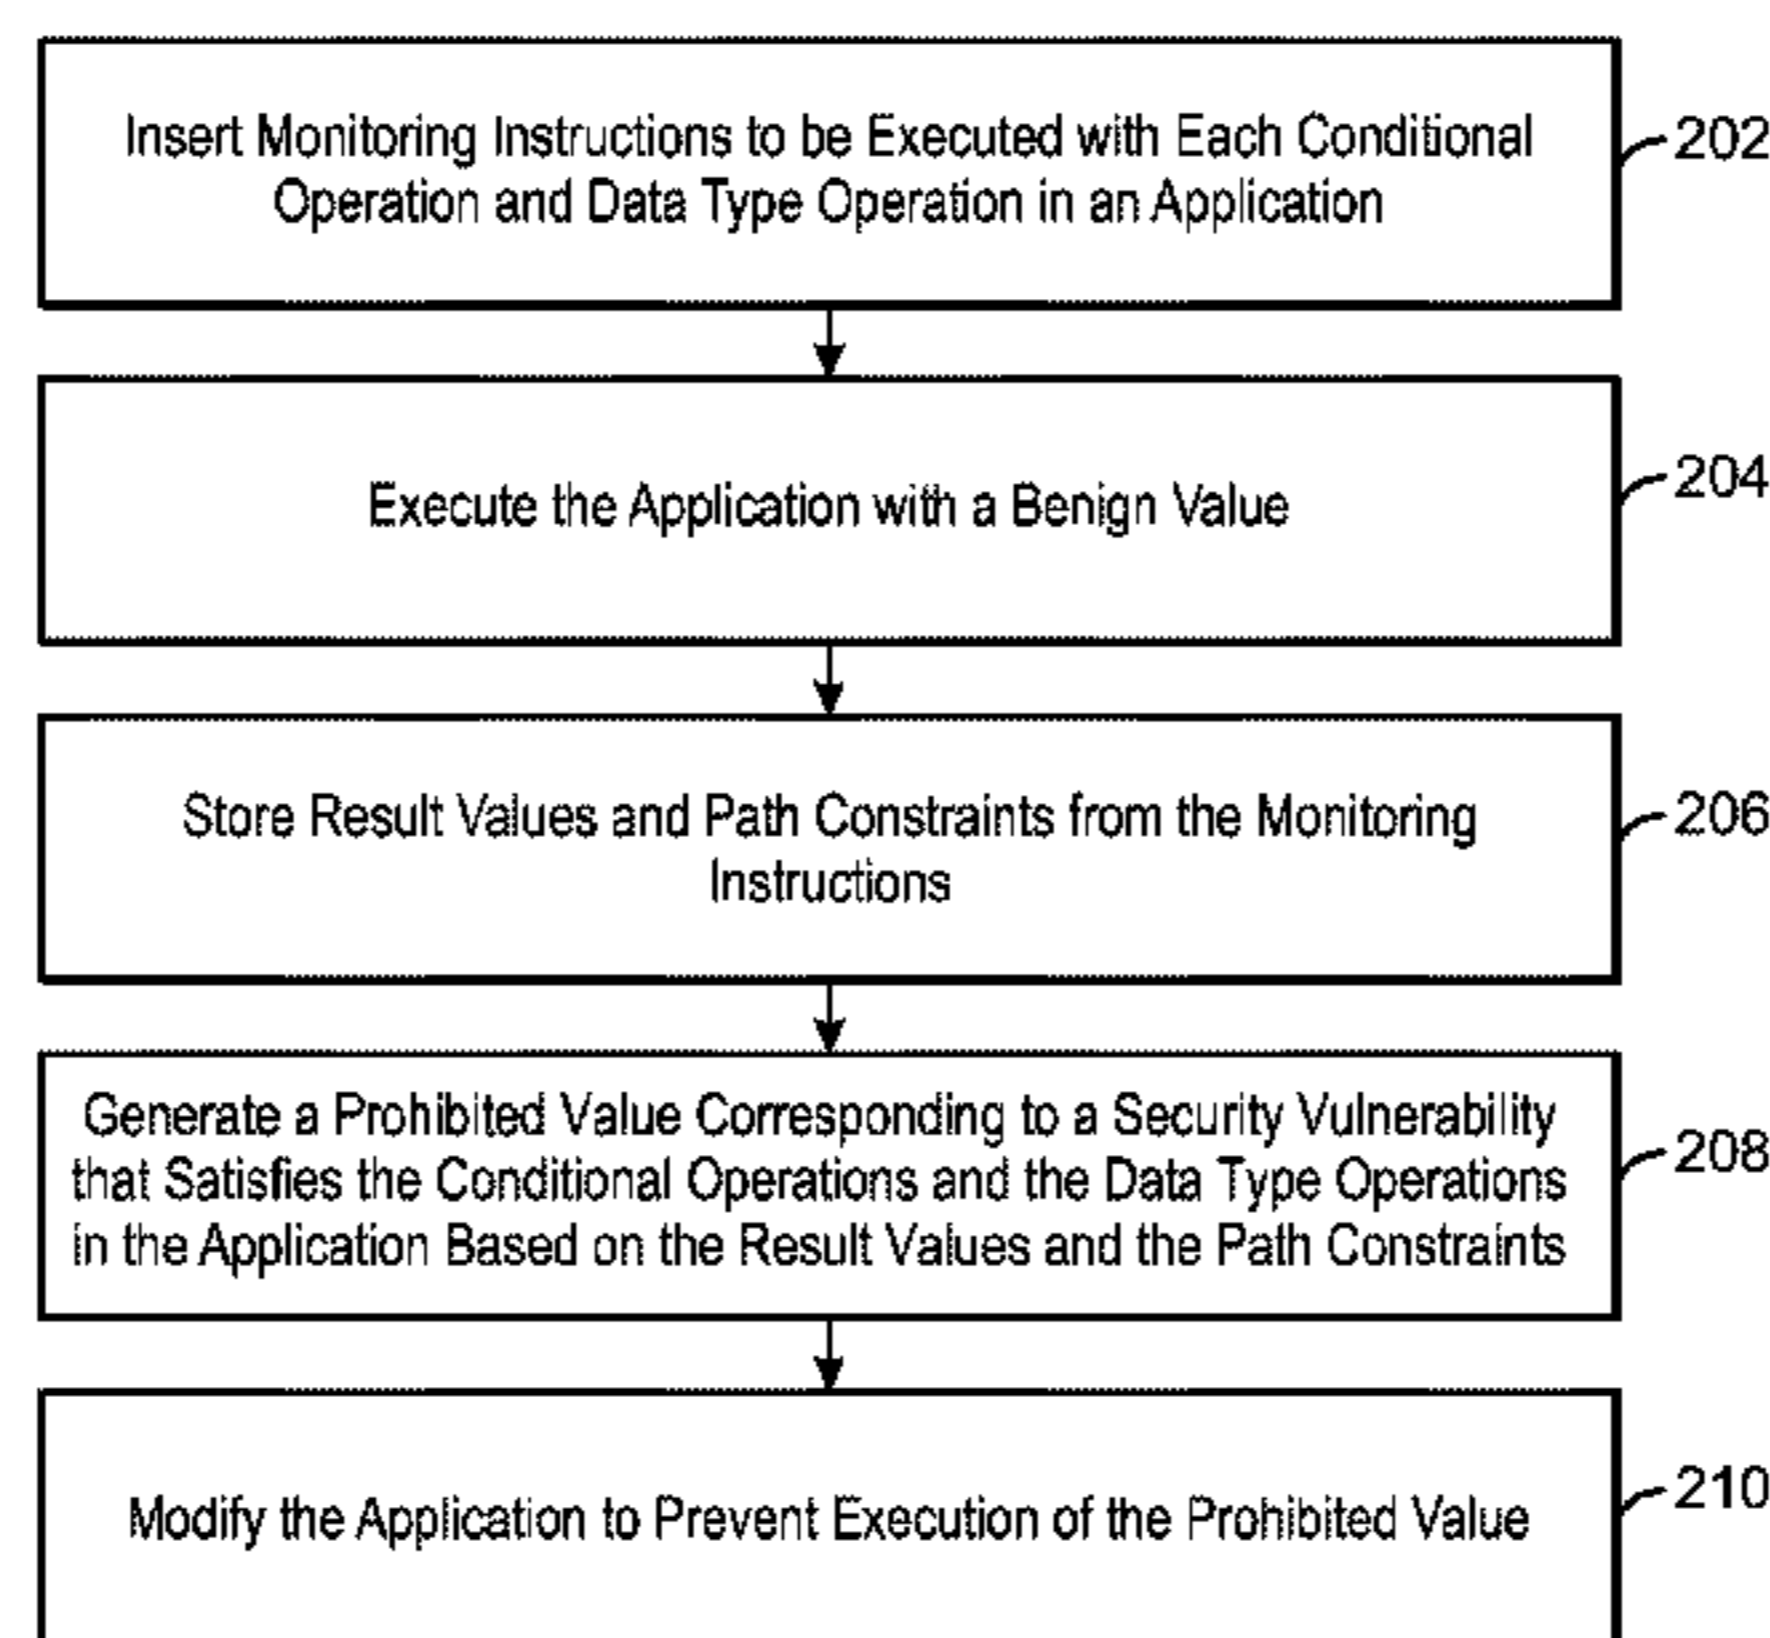 Insert Monitoring Instructions to be Executed with Each Conditional
Operation and Data Type Operation in an Application
202
Execute the Application with a Benign Value
204
Store Result Values and Path Constraints from the Monitoring
Instructions
206
Generate a Prohibited Value Corresponding to a Security Vulnerability
that Satisfies the Conditional Operations and the Data Type Operations
in the Application Based on the Result Values and the Path Constraints
208
Modify the Application to Prevent Execution of the Prohibited Value
210